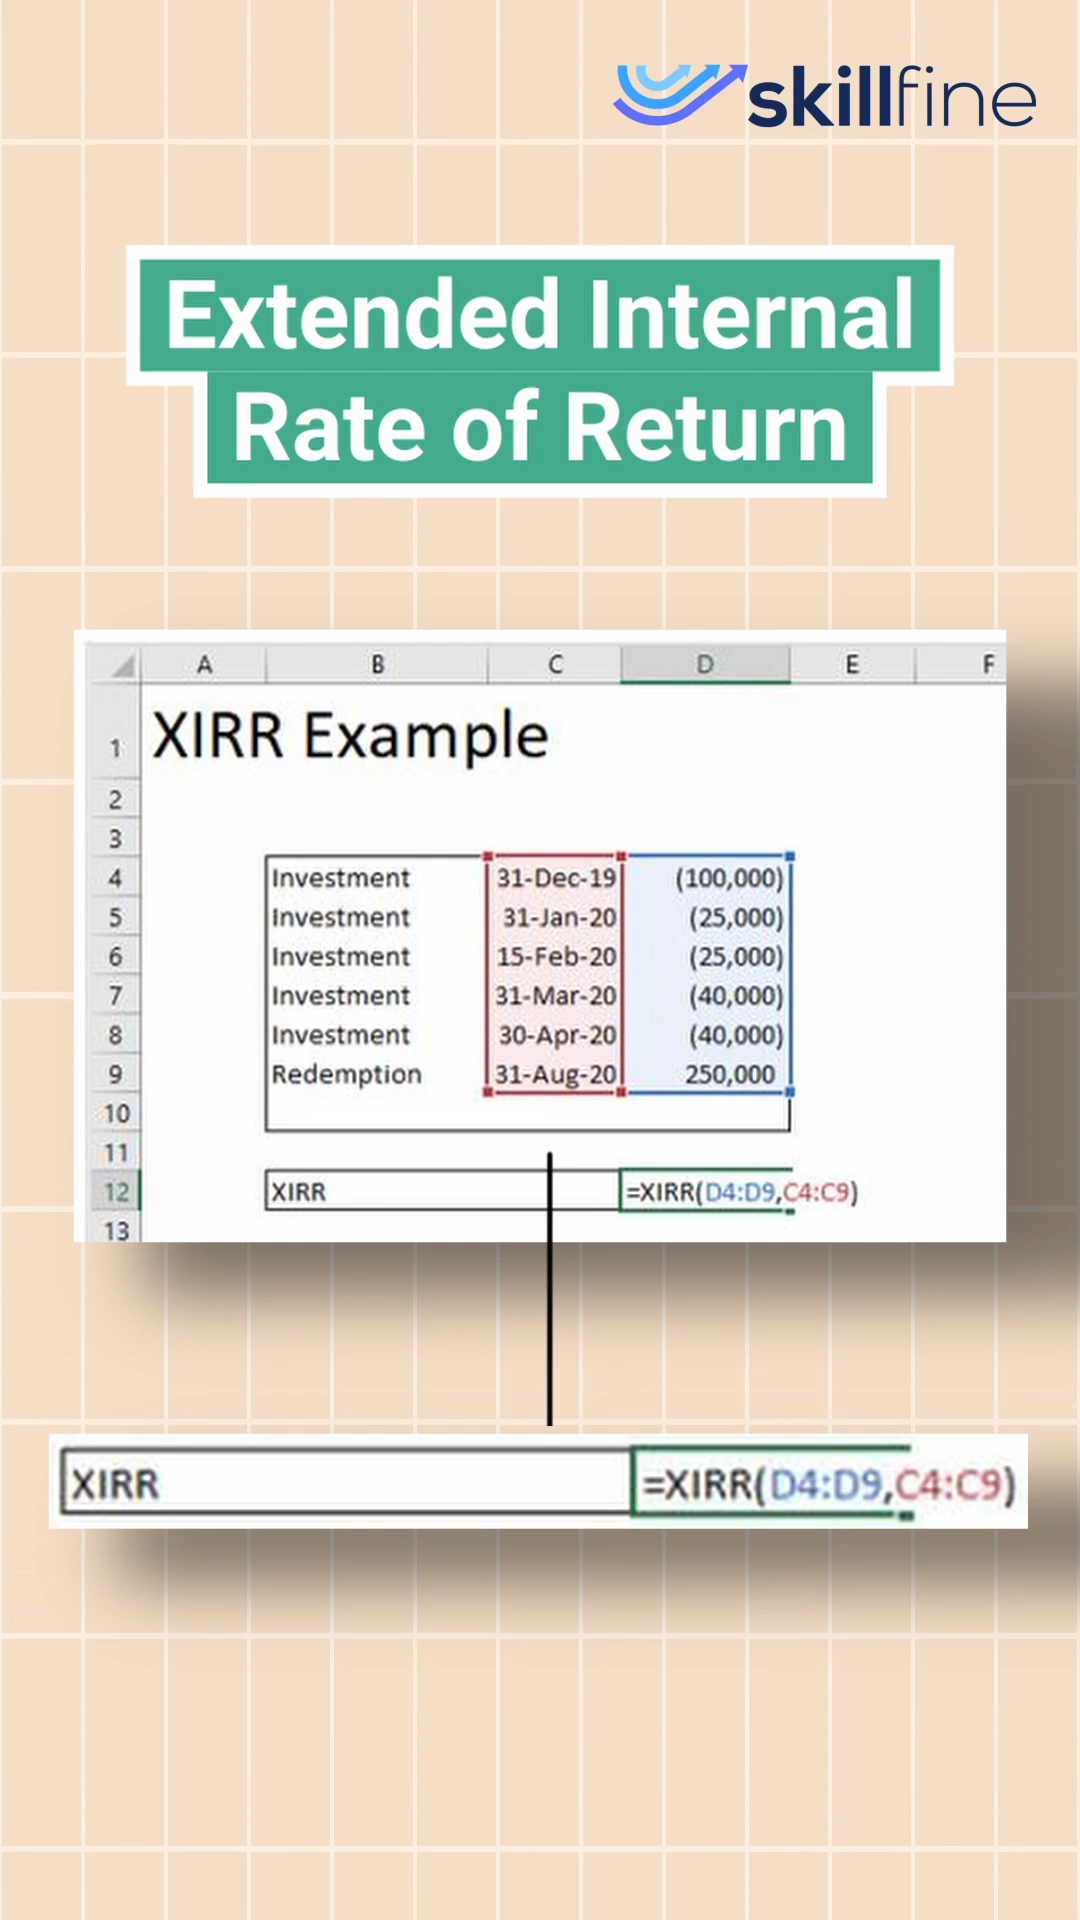 skillfine
Extended Internal
Rate of Return
A B C D E F
1 XIRR Example
2
3
4 Investment 31-Dec-19 (100,000)
5 Investment 31-Jan-20 (25,000)
6 Investment 15-Feb-20 (25,000)
7 Investment 31-Mar-20 (40,000)
8 Investment 30-Apr-20 (40,000)
9 Redemption 31-Aug-20 250,000
10
11
12 XIRR =XIRR(D4:D9,C4:C9)
13
XIRR =XIRR(D4:D9,C4:C9)